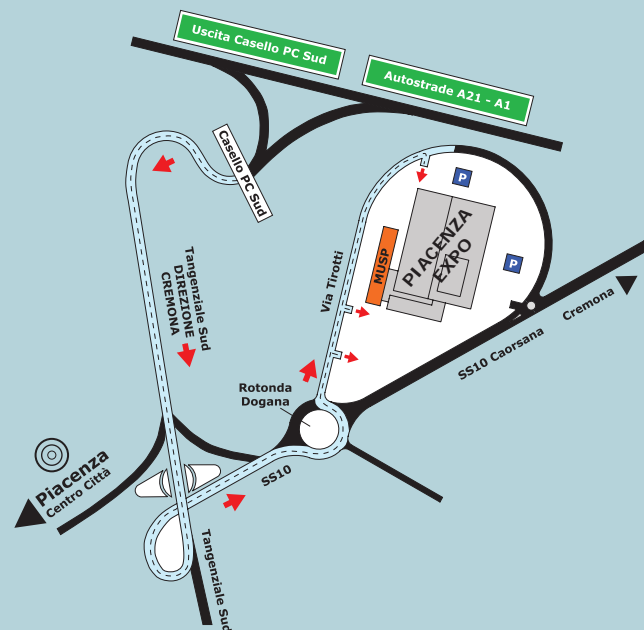 Uscita Casello PC Sud
Autostrade A21 - A1
Casello PC Sud
P
PIACENZA
EXPO
MUSP
P
Via Tirotti
Tangenziale Sud
DIREZIONE
CREMONA
Cremona
SS10 Caorsana
Rotonda
Dogana
Piacenza
Centro Città
SS10
Tangenziale Sud